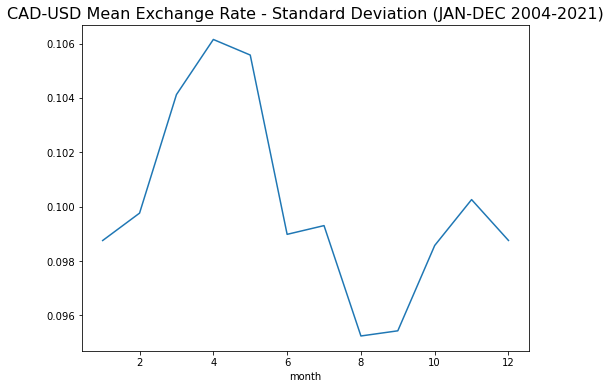 CAD-USD Mean Exchange Rate - Standard Deviation (JAN-DEC 2004-2021)
0.106
0.104
0.102
0.100
0.098
0.096
2 4 6 8 10 12
month